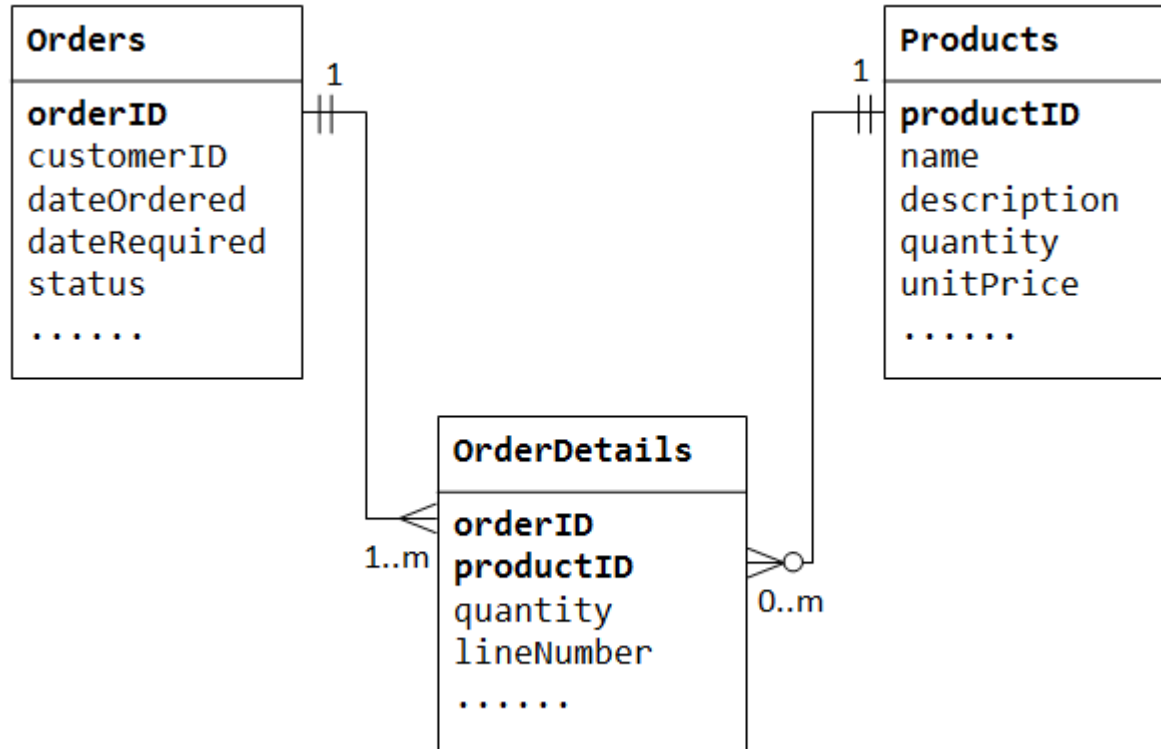 Orders
orderID
customerID
dateOrdered
dateRequired
status
......
1
1
Products
productID
name
description
quantity
unitPrice
......
OrderDetails
orderID
productID
quantity
lineNumber
......
1..m
0..m